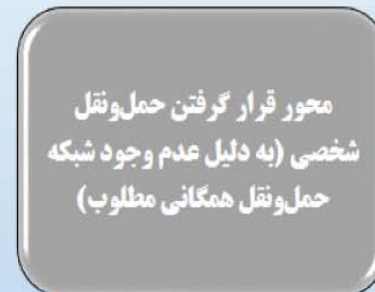 محور قرار گرفتن حمل‌ونقل
شخصی (به دلیل عدم وجود شبکه
حمل‌ونقل همگانی مطلوب)